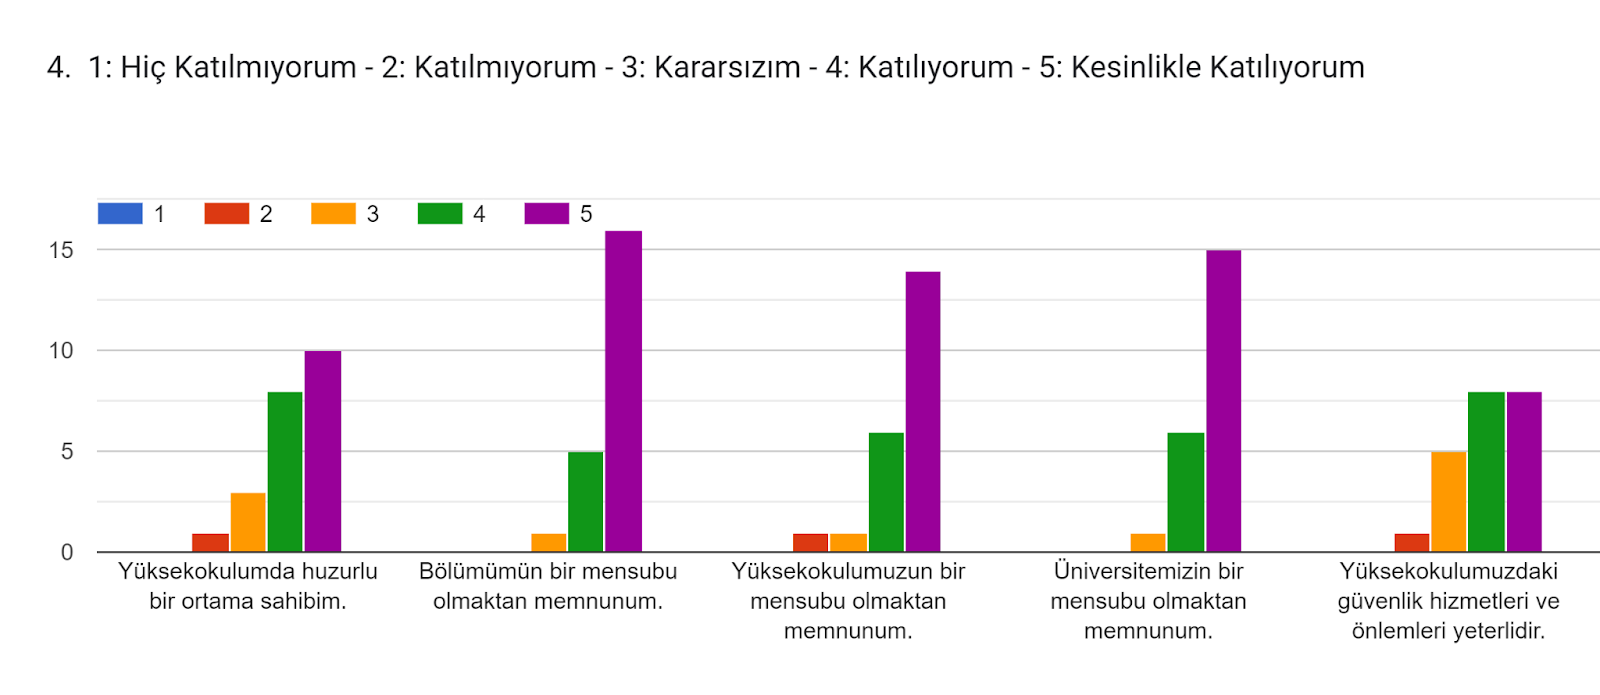 4. 1: Hiç Katılmıyorum - 2: Katılmıyorum - 3: Kararsızım - 4: Katılıyorum - 5: Kesinlikle Katılıyorum
1 2 3 4 5
15
10
5
0
Yüksekokulumda huzurlu
bir ortama sahibim.
Bölümümün bir mensubu
olmaktan memnunum.
Yüksekokulumuzun bir
mensubu olmaktan
memnunum.
Üniversitemizin bir
mensubu olmaktan
memnunum.
Yüksekokulumuzdaki
güvenlik hizmetleri ve
önlemleri yeterlidir.